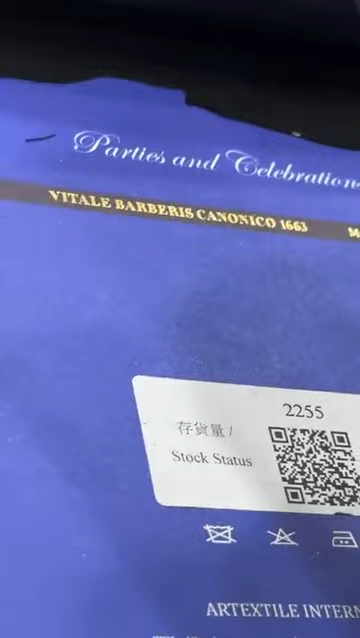 Parties and Celebration
VITALE BARBERIS CANONICO 1663
2255
存貨量 /
Stock Status
ARTEXTILE INTERN